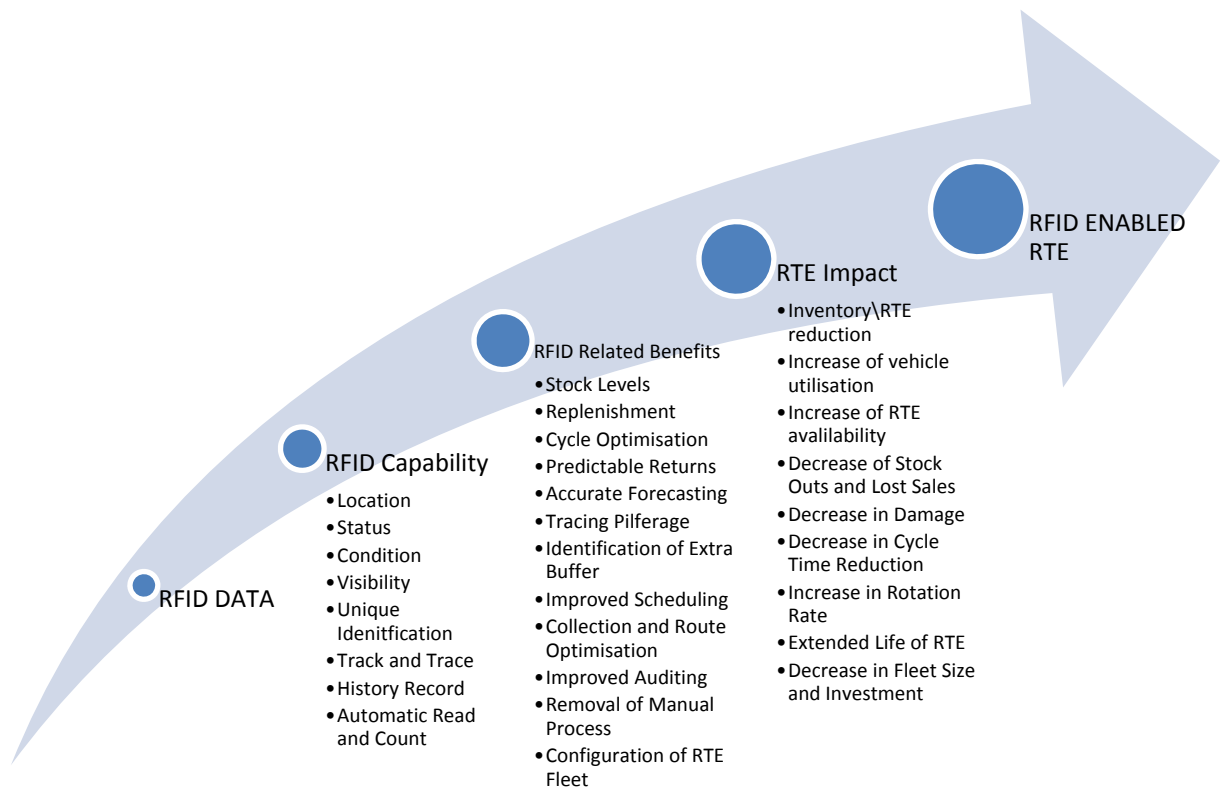 RFID DATA
RFID Capability
•Location
•Status
•Condition
•Visibility
•Unique
Idenitfication
•Track and Trace
•History Record
•Automatic Read
and Count
RFID Related Benefits
•Stock Levels
•Replenishment
•Cycle Optimisation
•Predictable Returns
•Accurate Forecasting
•Tracing Pilferage
•Identification of Extra
Buffer
•Improved Scheduling
•Collection and Route
Optimisation
•Improved Auditing
•Removal of Manual
Process
•Configuration of RTE
Fleet
RTE Impact
•Inventory\RTE
reduction
•Increase of vehicle
utilisation
•Increase of RTE
avalilability
•Decrease of Stock
Outs and Lost Sales
•Decrease in Damage
•Decrease in Cycle
Time Reduction
•Increase in Rotation
Rate
•Extended Life of RTE
•Decrease in Fleet Size
and Investment
RFID ENABLED
RTE